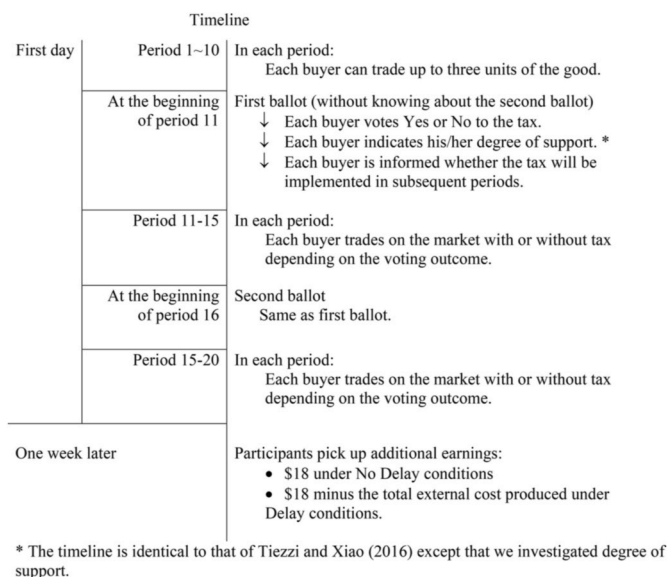 Timeline
First day
Period 1~10
In each period:
Each buyer can trade up to three units of the good.
At the beginning
of period 11
First ballot (without knowing about the second ballot)
↓ Each buyer votes Yes or No to the tax.
↓ Each buyer indicates his/her degree of support. *
↓ Each buyer is informed whether the tax will be
implemented in subsequent periods.
Period 11-15
In each period:
Each buyer trades on the market with or without tax
depending on the voting outcome.
At the beginning
of period 16
Second ballot
Same as first ballot.
Period 15-20
In each period:
Each buyer trades on the market with or without tax
depending on the voting outcome.
One week later
Participants pick up additional earnings:
• $18 under No Delay conditions
• $18 minus the total external cost produced under
Delay conditions.
* The timeline is identical to that of Tiezzi and Xiao (2016) except that we investigated degree of
support.